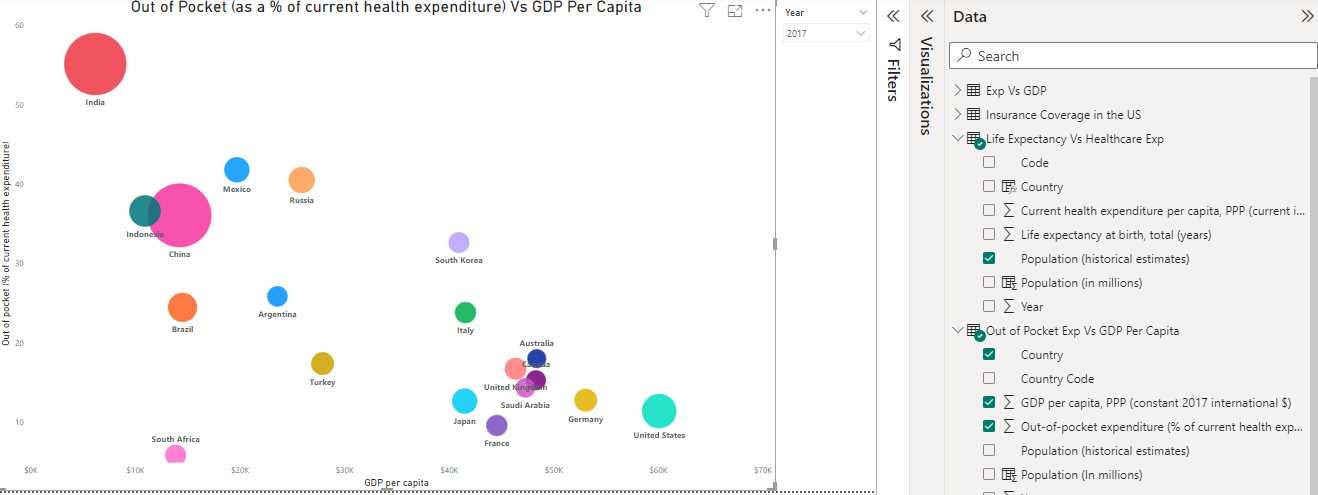 Out of Pocket (as a % of current health expenditure) Vs GDP Per Capita
Out of pocket (% of current health expenditure)
60
50
40
30
20
10
India
Mexico
Russia
Indonesia
China
South Korea
Brazil
Argentina
Italy
Turkey
Australia
Canada
United Kingdom
Saudi Arabia
Japan
Germany
France
United States
South Africa
$0K
$10K
$20K
$30K
$40K
$50K
$60K
$70K
GDP per capita
Year
2017
Filters
Visualizations
Data
Search
Exp Vs GDP
Insurance Coverage in the US
Life Expectancy Vs Healthcare Exp
Code
Country
Current health expenditure per capita, PPP (current i...
Life expectancy at birth, total (years)
Population (historical estimates)
Population (in millions)
Year
Out of Pocket Exp Vs GDP Per Capita
Country
Country Code
GDP per capita, PPP (constant 2017 international $)
Out-of-pocket expenditure (% of current health exp...
Population (historical estimates)
Population (In millions)